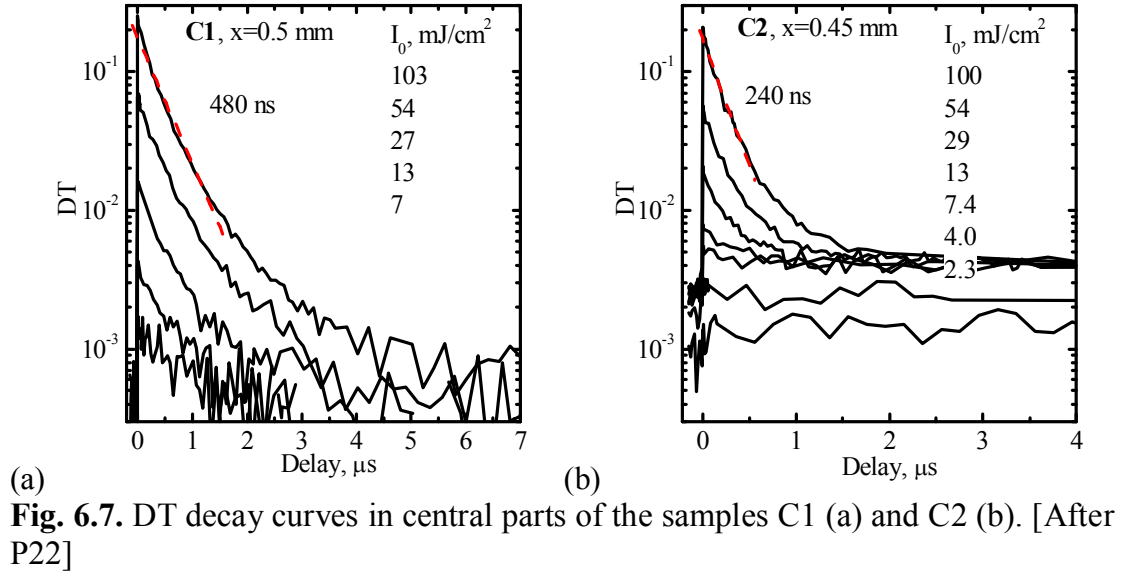 C1, x=0.5 mm
I₀, mJ/cm²
103
54
27
13
7
480 ns
10⁻¹
10⁻²
10⁻³
DT
0 1 2 3 4 5 6 7
Delay, μs
(a)
C2, x=0.45 mm
I₀, mJ/cm²
100
54
29
13
7.4
4.0
2.3
240 ns
10⁻¹
10⁻²
10⁻³
DT
0 1 2 3 4
Delay, μs
(b)
Fig. 6.7. DT decay curves in central parts of the samples C1 (a) and C2 (b). [After
P22]